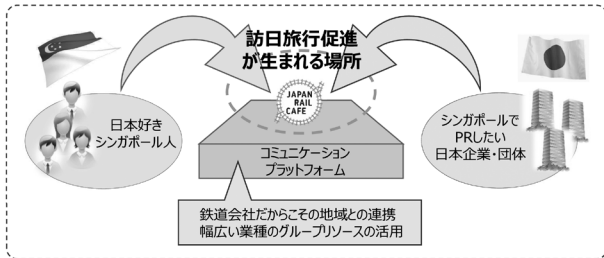 訪日旅行促進
が生まれる場所
JAPAN
RAIL
CAFE
日本好き
シンガポール人
シンガポールで
PRしたい
日本企業・団体
コミュニケーション
プラットフォーム
鉄道会社だからこその地域との連携
幅広い業種のグループリソースの活用